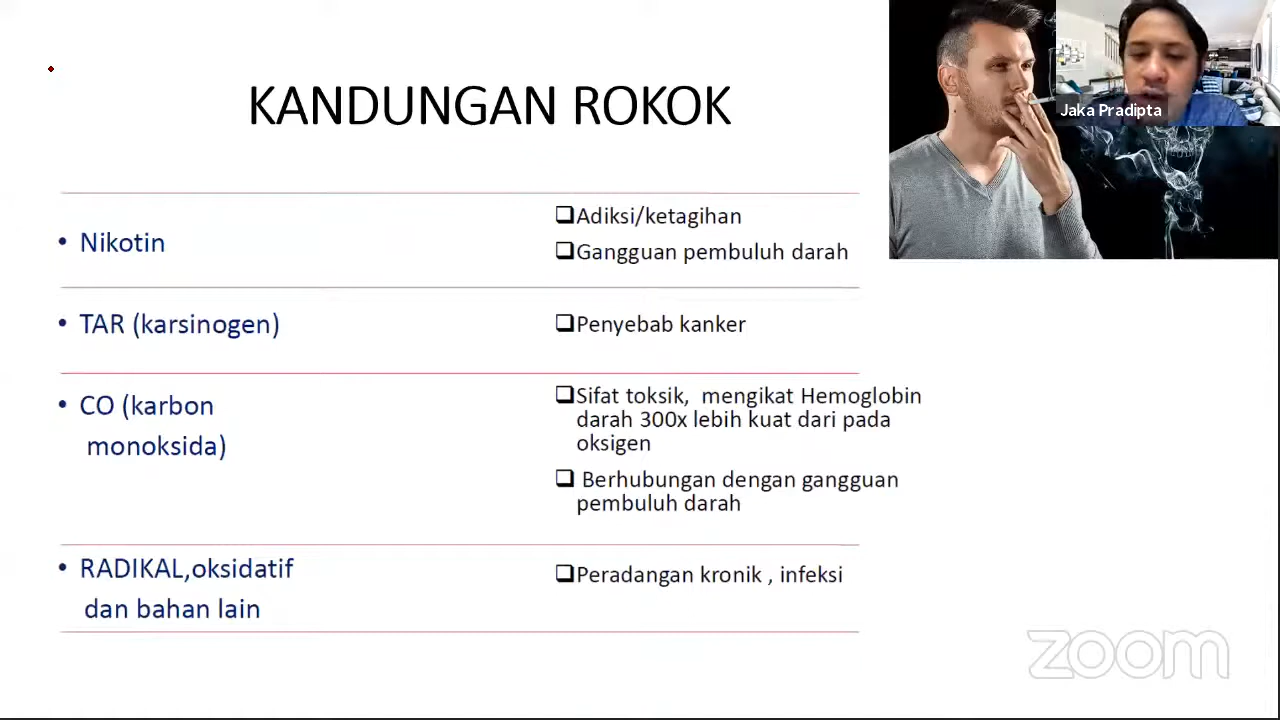 KANDUNGAN ROKOK
Jaka Pradipta
• Nikotin
❑Adiksi/ketagihan
❑Gangguan pembuluh darah
• TAR (karsinogen)
❑Penyebab kanker
• CO (karbon
monoksida)
❑Sifat toksik, mengikat Hemoglobin
darah 300x lebih kuat dari pada
oksigen
❑ Berhubungan dengan gangguan
pembuluh darah
• RADIKAL,oksidatif
dan bahan lain
❑Peradangan kronik , infeksi
zoom